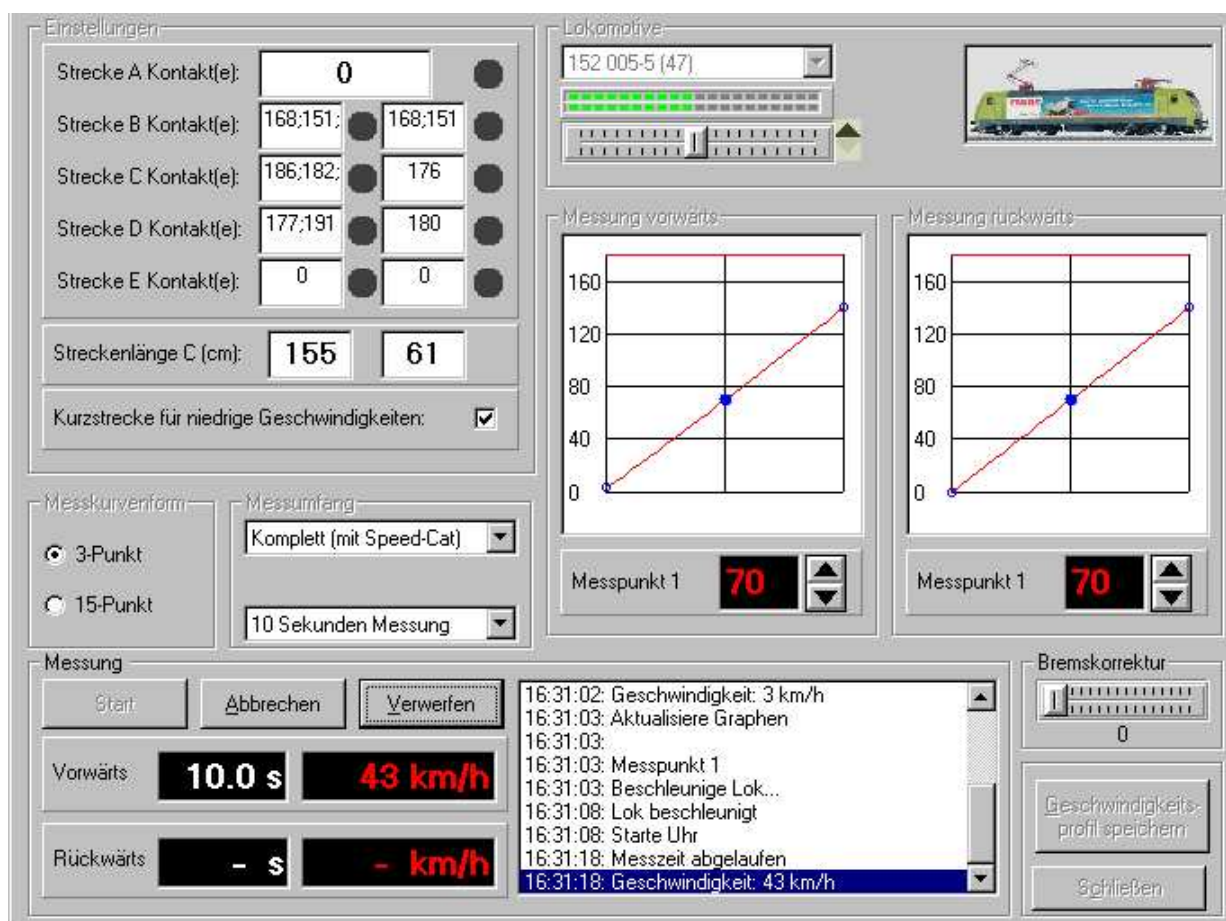 Einstellungen
Strecke A Kontakt(e): 0
Strecke B Kontakt(e): 168;151; 168;151
Strecke C Kontakt(e): 186;182; 176
Strecke D Kontakt(e): 177;191 180
Strecke E Kontakt(e): 0 0
Streckenlänge C (cm): 155 61
Kurzstrecke für niedrige Geschwindigkeiten:
Lokomotive
152 005-5 (47)
Messung vorwärts
160
120
80
40
0
Messpunkt 1 70
Messung rückwärts
160
120
80
40
0
Messpunkt 1 70
Messkurvenform
3-Punkt
15-Punkt
Messumfang
Komplett (mit Speed-Cat)
10 Sekunden Messung
Messung
Start Abbrechen Verwerfen
Vorwärts 10.0 s 43 km/h
Rückwärts - s - km/h
16:31:02: Geschwindigkeit: 3 km/h
16:31:03: Aktualisiere Graphen
16:31:03:
16:31:03: Messpunkt 1
16:31:03: Beschleunige Lok...
16:31:08: Lok beschleunigt
16:31:08: Starte Uhr
16:31:18: Messzeit abgelaufen
16:31:18: Geschwindigkeit: 43 km/h
Bremskorrektur
0
Geschwindigkeits-
profil speichern
Schließen